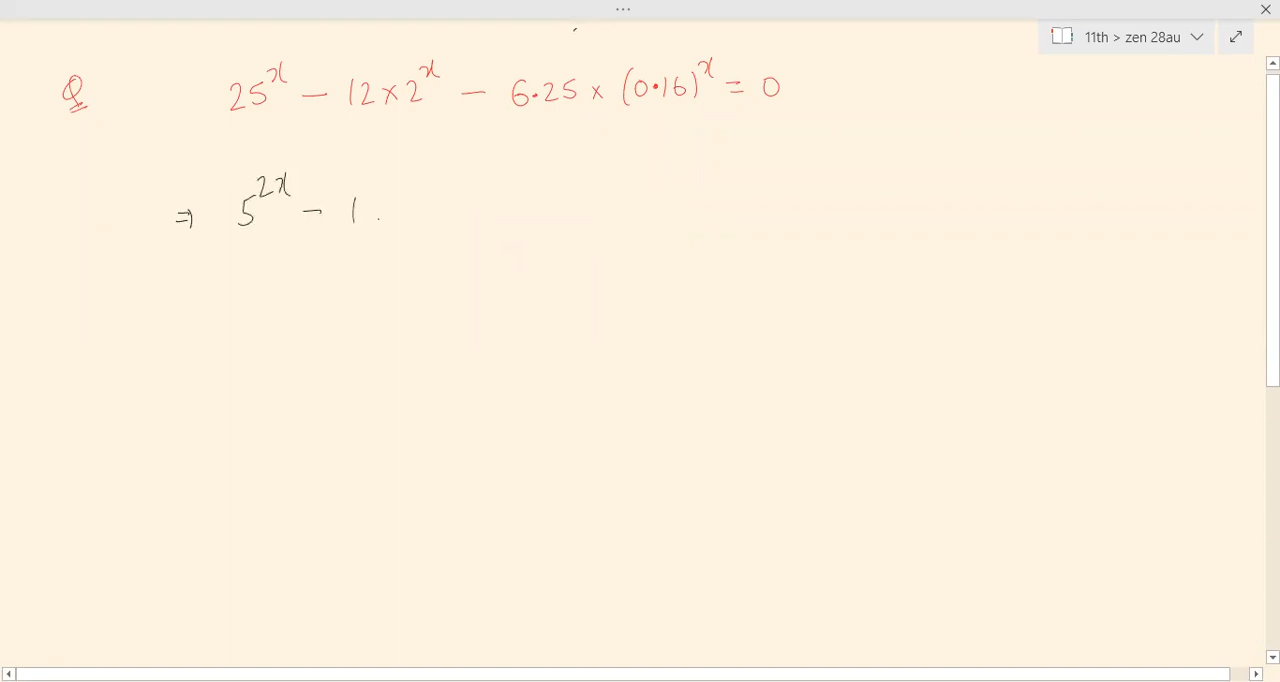 11th > zen 28au
Q 25^x - 12 x 2^x - 6.25 x (0.16)^x = 0
⇒ 5^2x - 1